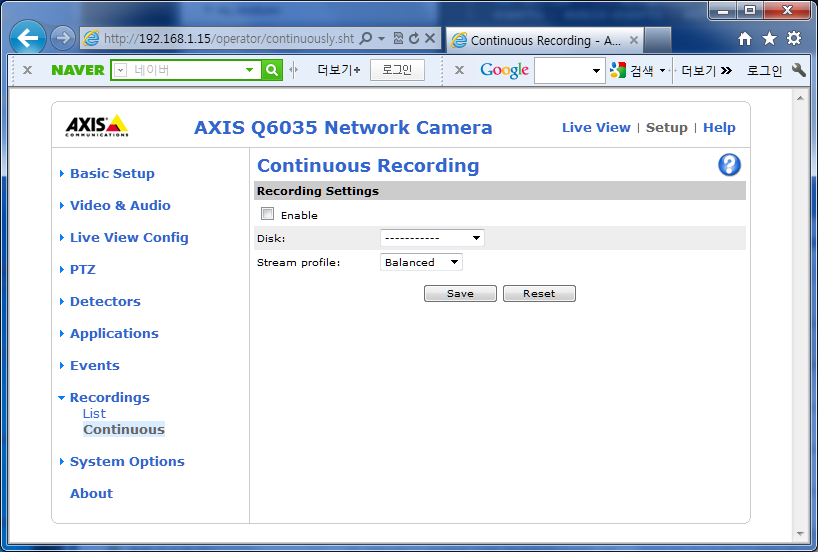 http://192.168.1.15/operator/continuously.sht
Continuous Recording - A...
NAVER 네이버 더보기+ 로그인 Google 검색 더보기 » 로그인
AXIS COMMUNICATIONS
AXIS Q6035 Network Camera
Live View | Setup | Help
Basic Setup
Video & Audio
Live View Config
PTZ
Detectors
Applications
Events
Recordings
List
Continuous
System Options
About
Continuous Recording
Recording Settings
Enable
Disk: -----------
Stream profile: Balanced
Save Reset